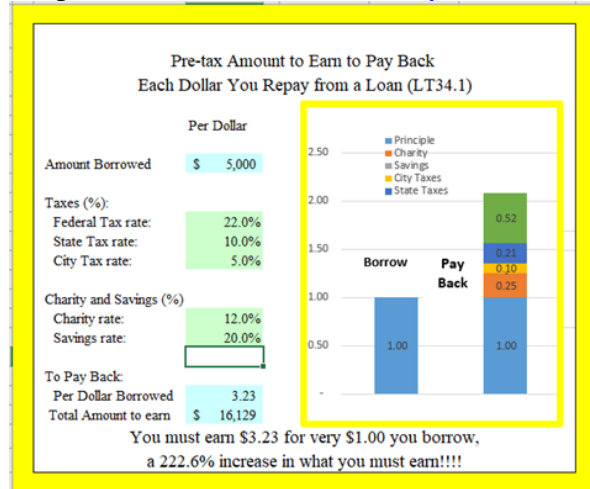 Pre-tax Amount to Earn to Pay Back
Each Dollar You Repay from a Loan (LT34.1)
Per Dollar
Amount Borrowed $ 5,000
Taxes (%):
Federal Tax rate: 22.0%
State Tax rate: 10.0%
City Tax rate: 5.0%
Charity and Savings (%)
Charity rate: 12.0%
Savings rate: 20.0%
To Pay Back:
Per Dollar Borrowed 3.23
Total Amount to earn $ 16,129
Principle
Charity
Savings
City Taxes
State Taxes
2.50
2.00
1.50
1.00
0.50
-
Borrow
Pay
Back
1.00
0.52
0.21
0.10
0.25
1.00
You must earn $3.23 for very $1.00 you borrow,
a 222.6% increase in what you must earn!!!!